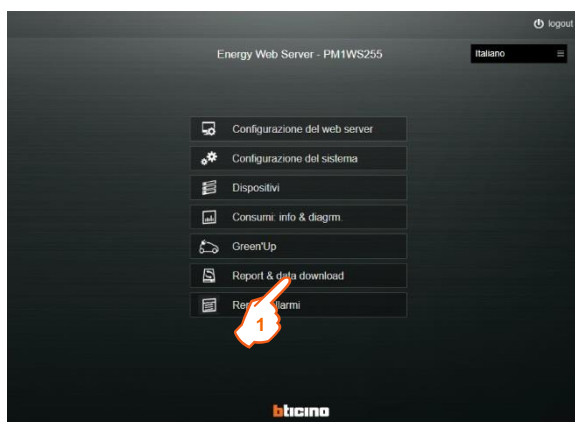 logout
Energy Web Server - PM1WS255
Italiano
Configurazione del web server
Configurazione del sistema
Dispositivi
Consumi: info & diagrm.
Green'Up
Report & data download
1
bticino